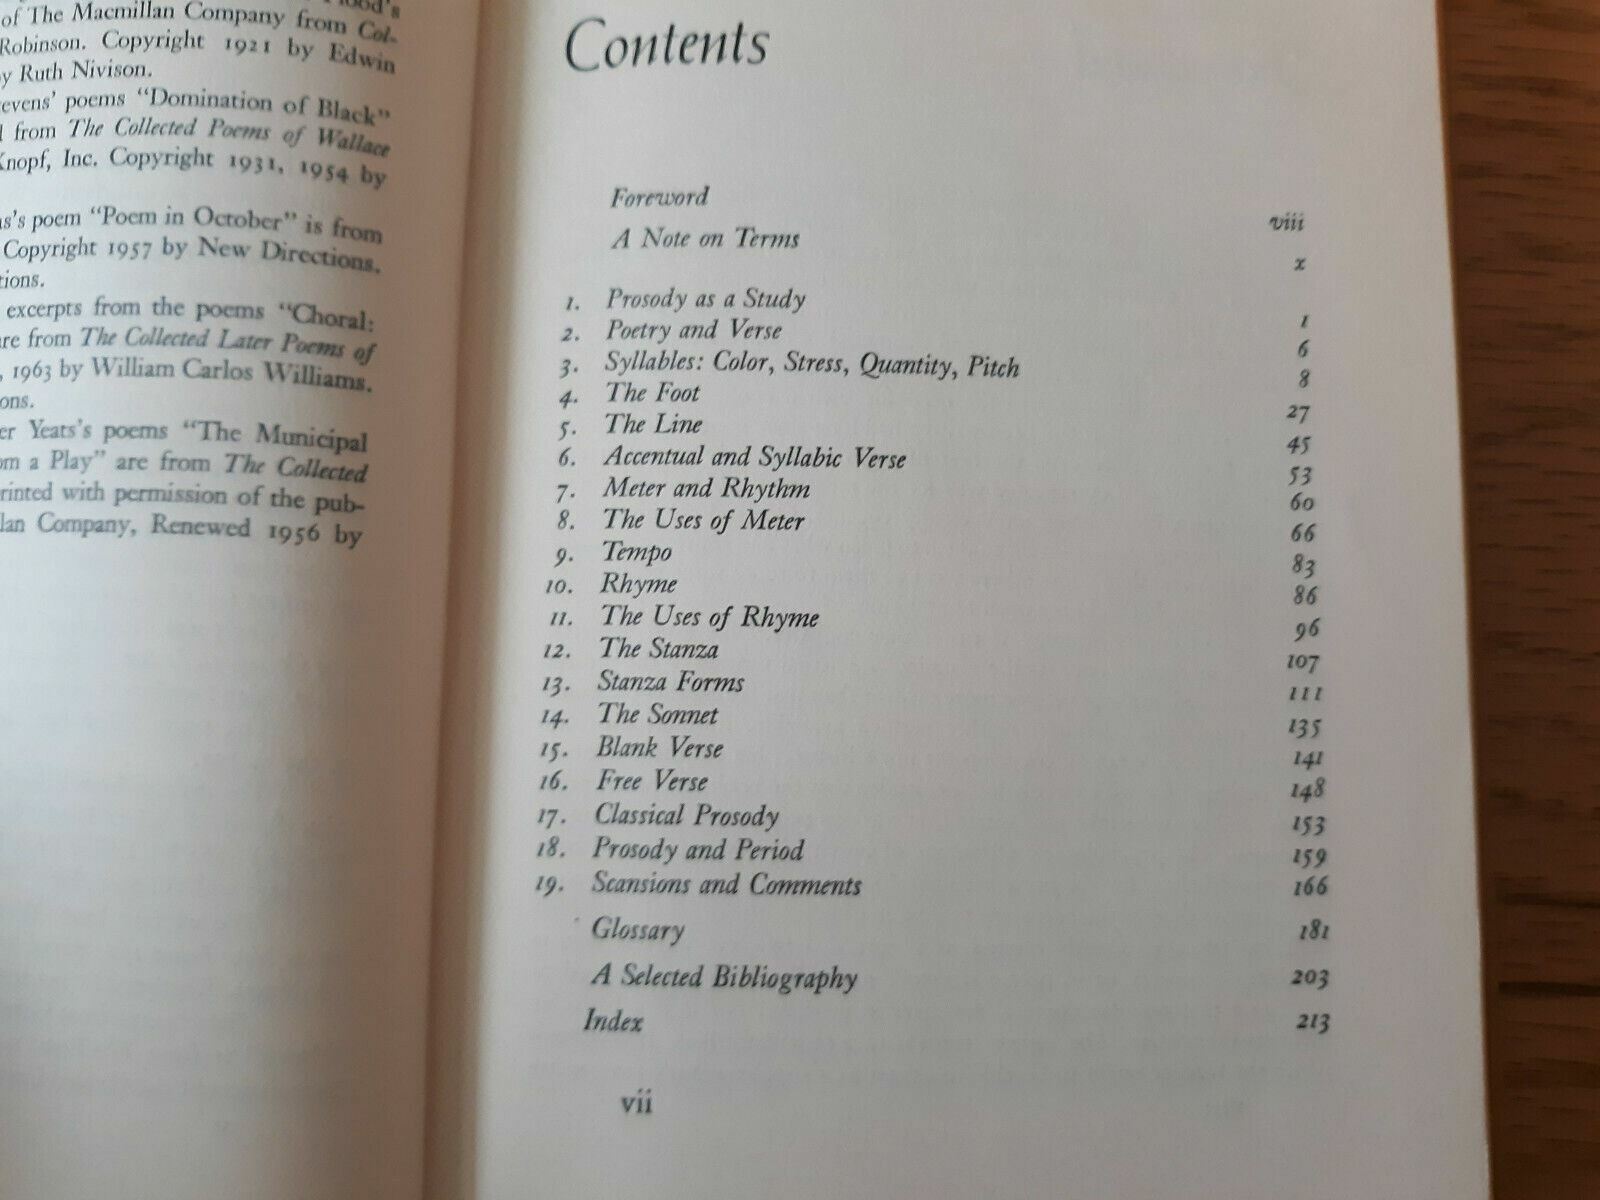 of The Macmillan Company from Col-
Robinson. Copyright 1921 by Edwin
by Ruth Nivison.
evens' poems "Domination of Black"
from The Collected Poems of Wallace
Knopf, Inc. Copyright 1931, 1954 by
as's poem "Poem in October" is from
Copyright 1957 by New Directions.
tions.
excerpts from the poems "Choral:
are from The Collected Later Poems of
, 1963 by William Carlos Williams.
ons.
er Yeats's poems "The Municipal
om a Play" are from The Collected
rinted with permission of the pub-
lan Company, Renewed 1956 by
Contents
Foreword viii
A Note on Terms x
1. Prosody as a Study 1
2. Poetry and Verse 6
3. Syllables: Color, Stress, Quantity, Pitch 8
4. The Foot 27
5. The Line 45
6. Accentual and Syllabic Verse 53
7. Meter and Rhythm 60
8. The Uses of Meter 66
9. Tempo 83
10. Rhyme 86
11. The Uses of Rhyme 96
12. The Stanza 107
13. Stanza Forms 111
14. The Sonnet 135
15. Blank Verse 141
16. Free Verse 148
17. Classical Prosody 153
18. Prosody and Period 159
19. Scansions and Comments 166
Glossary 181
A Selected Bibliography 203
Index 213
vii